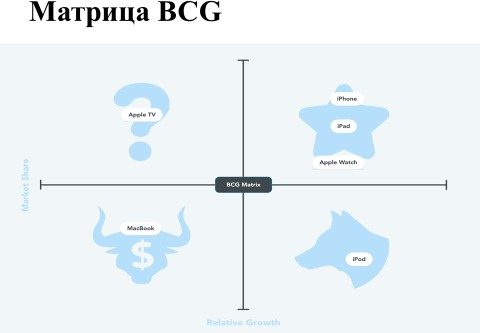 Матрица BCG
iPhone
Apple TV
iPad
Apple Watch
Market Share
BCG Matrix
MacBook
$
iPod
Relative Growth